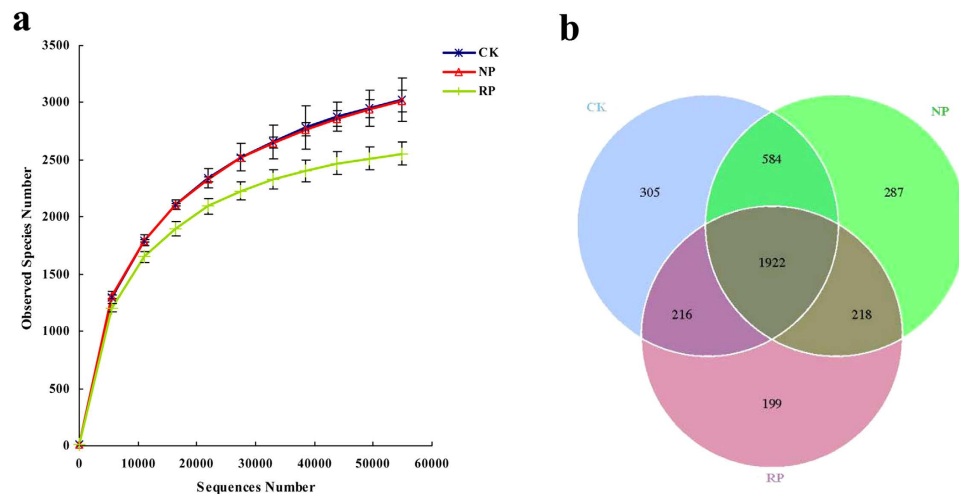 a
3500
3000
2500
2000
1500
1000
500
0
Observed Species Number
0 10000 20000 30000 40000 50000 60000
Sequences Number
CK
NP
RP
b
CK
NP
584
305
287
1922
216
218
199
RP